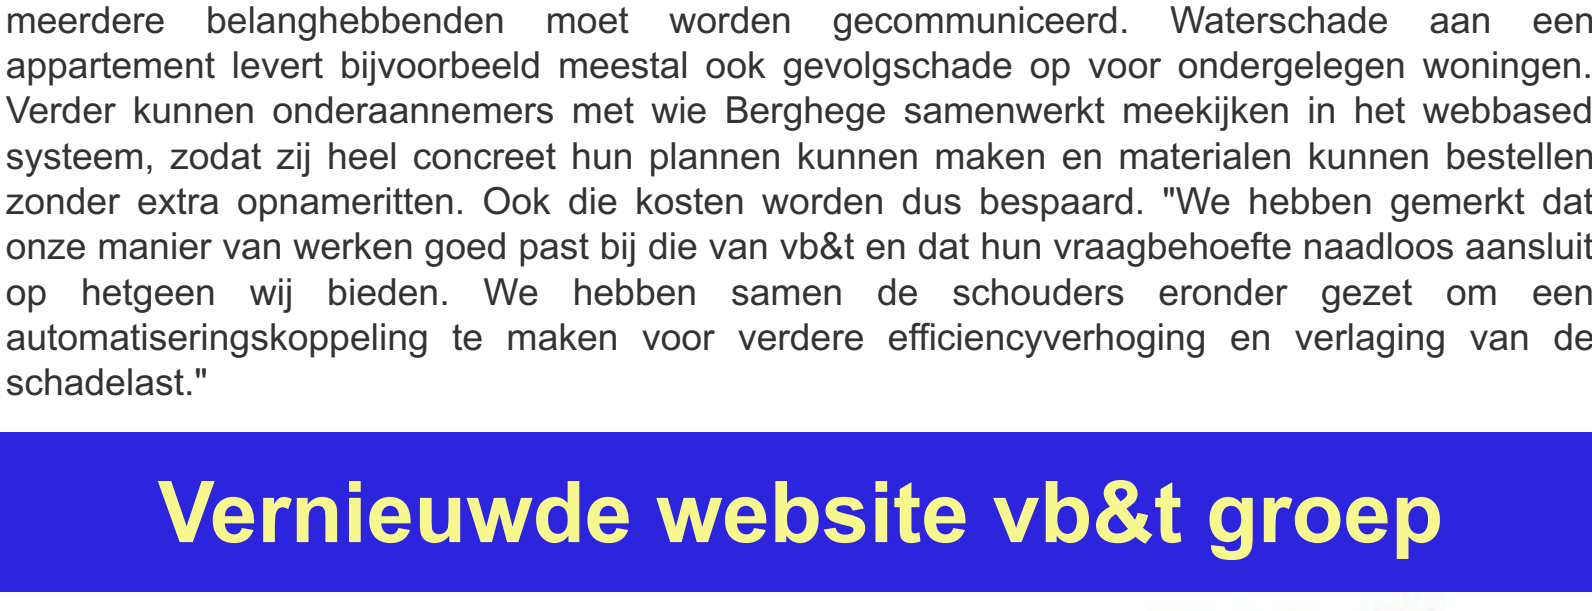 meerdere belanghebbenden moet worden gecommuniceerd. Waterschade aan een
appartement levert bijvoorbeeld meestal ook gevolgschade op voor ondergelegen woningen.
Verder kunnen onderaannemers met wie Berghege samenwerkt meekijken in het webbased
systeem, zodat zij heel concreet hun plannen kunnen maken en materialen kunnen bestellen
zonder extra opnameritten. Ook die kosten worden dus bespaard. "We hebben gemerkt dat
onze manier van werken goed past bij die van vb&t en dat hun vraagbehoefte naadloos aansluit
op hetgeen wij bieden. We hebben samen de schouders eronder gezet om een
automatiseringskoppeling te maken voor verdere efficiencyverhoging en verlaging van de
schadelast."
Vernieuwde website vb&t groep